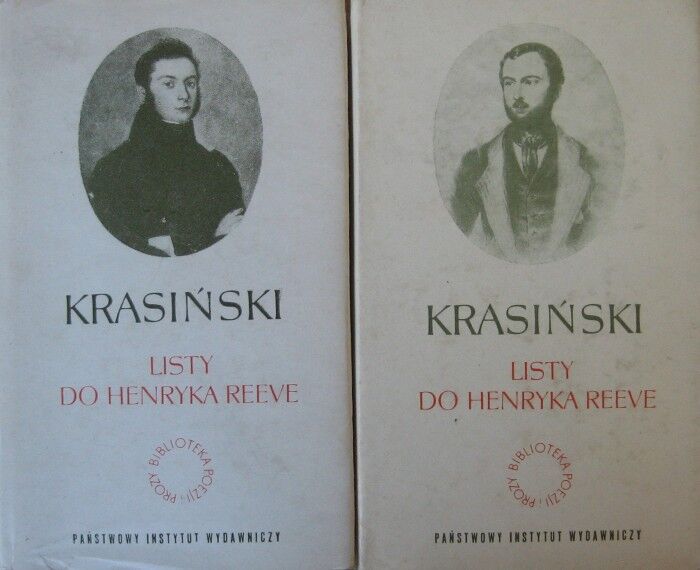 KRASIŃSKI
LISTY
DO HENRYKA REEVE
BIBLIOTEKA POEZJI i PROZY
PAŃSTWOWY INSTYTUT WYDAWNICZY
KRASIŃSKI
LISTY
DO HENRYKA REEVE
BIBLIOTEKA POEZJI i PROZY
PAŃSTWOWY INSTYTUT WYDAWNICZY